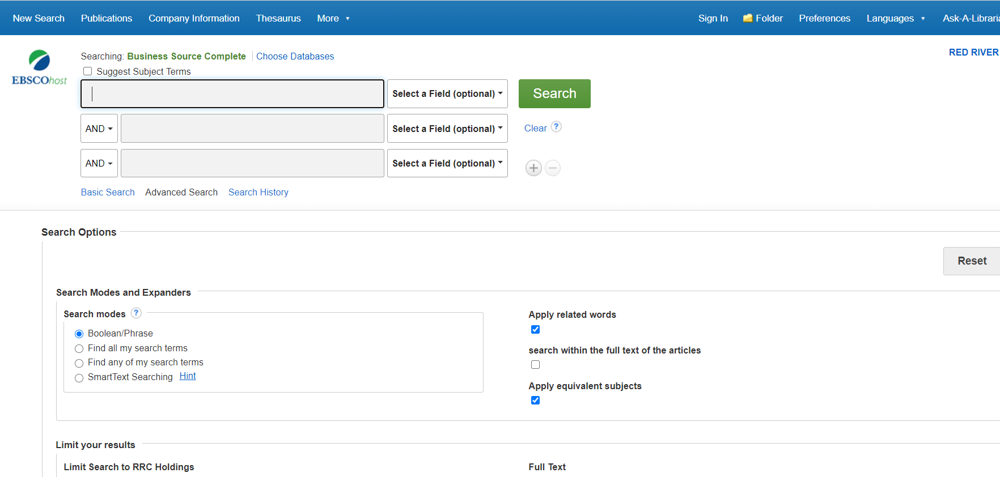 New Search Publications Company Information Thesaurus More Sign In Folder Preferences Languages Ask-A-Libraria
RED RIVER
EBSCOhost
Searching: Business Source Complete Choose Databases
Suggest Subject Terms
Select a Field (optional) Search
AND Select a Field (optional) Clear ?
AND Select a Field (optional)
Basic Search Advanced Search Search History
Search Options
Reset
Search Modes and Expanders
Search modes ?
Boolean/Phrase
Find all my search terms
Find any of my search terms
SmartText Searching Hint
Apply related words
search within the full text of the articles
Apply equivalent subjects
Limit your results
Limit Search to RRC Holdings Full Text